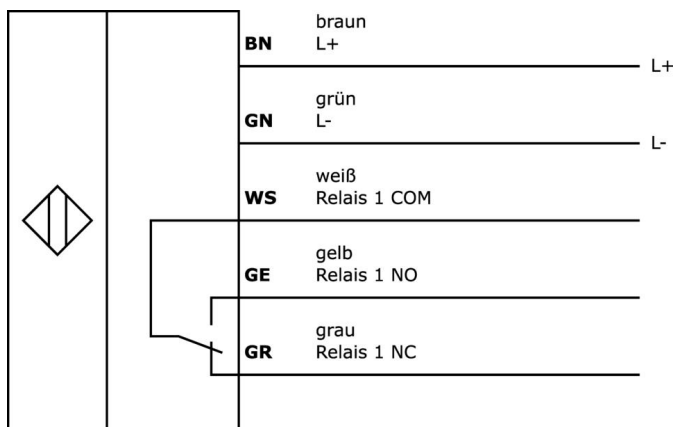 braun
BN L+
L+
grün
GN L-
L-
weiß
WS Relais 1 COM
gelb
GE Relais 1 NO
grau
GR Relais 1 NC